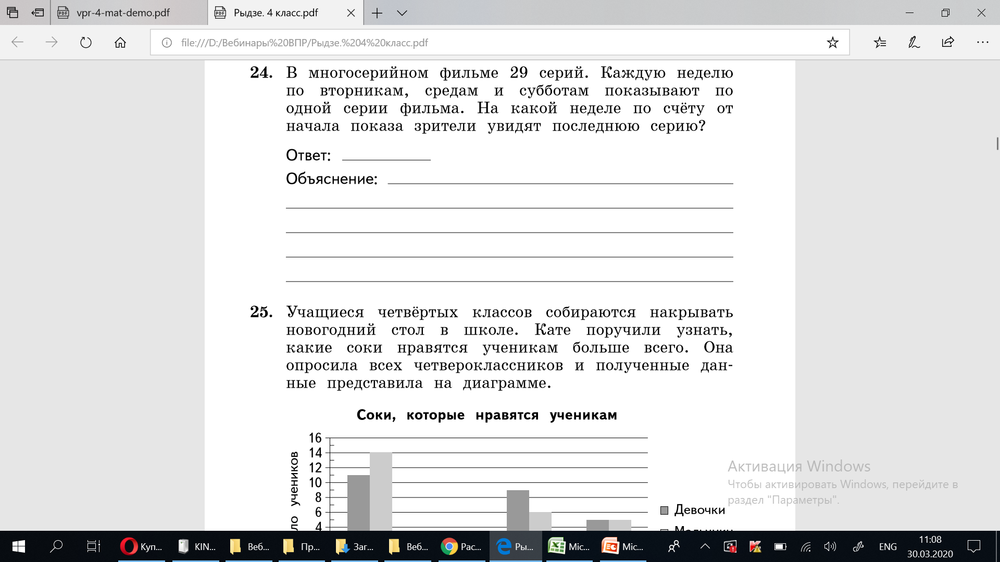 vpr-4-mat-demo.pdf
Рыдзе. 4 класс.pdf
file:///D:/Вебинары%20ВПР/Рыдзе.%204%20класс.pdf
24. В многосерийном фильме 29 серий. Каждую неделю
по вторникам, средам и субботам показывают по
одной серии фильма. На какой неделе по счёту от
начала показа зрители увидят последнюю серию?
Ответ:
Объяснение:
25. Учащиеся четвёртых классов собираются накрывать
новогодний стол в школе. Кате поручили узнать,
какие соки нравятся ученикам больше всего. Она
опросила всех четвероклассников и полученные дан-
ные представила на диаграмме.
Соки, которые нравятся ученикам
16
14
12
10
8
6
4
ло учеников
Девочки
Мальчики
Активация Windows
Чтобы активировать Windows, перейдите в
раздел "Параметры".
Куп...
KIN...
Веб...
Пр...
Заг...
Веб...
Рас...
Ры...
Mic...
Mic...
ENG
11:08
30.03.2020